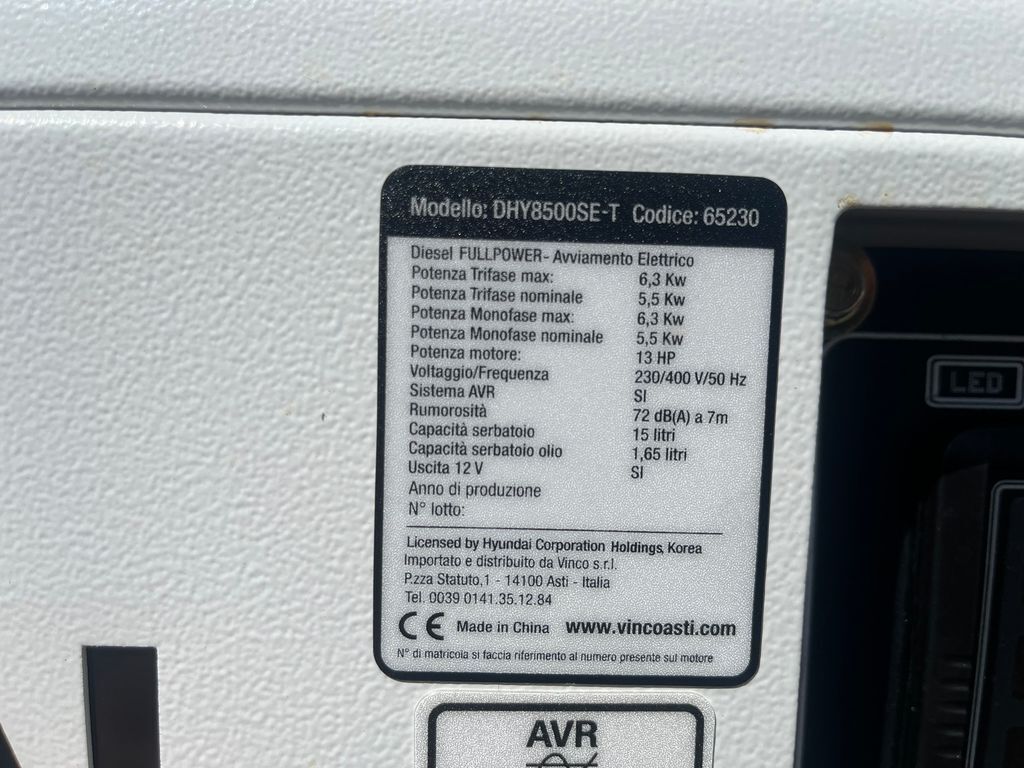 Modello: DHY8500SE-T Codice: 65230
Diesel FULLPOWER- Avviamento Elettrico
Potenza Trifase max: 6,3 Kw
Potenza Trifase nominale 5,5 Kw
Potenza Monofase max: 6,3 Kw
Potenza Monofase nominale 5,5 Kw
Potenza motore: 13 HP
Voltaggio/Frequenza 230/400 V/50 Hz
Sistema AVR SI
Rumorosità 72 dB(A) a 7m
Capacità serbatoio 15 litri
Capacità serbatoio olio 1,65 litri
Uscita 12 V SI
Anno di produzione
N° lotto:
Licensed by Hyundai Corporation Holdings, Korea
Importato e distribuito da Vinco s.r.l.
P.zza Statuto,1 - 14100 Asti - Italia
Tel. 0039 0141.35.12.84
CE Made in China www.vincoasti.com
N° di matricola si faccia riferimento al numero presente sul motore
AVR
LED